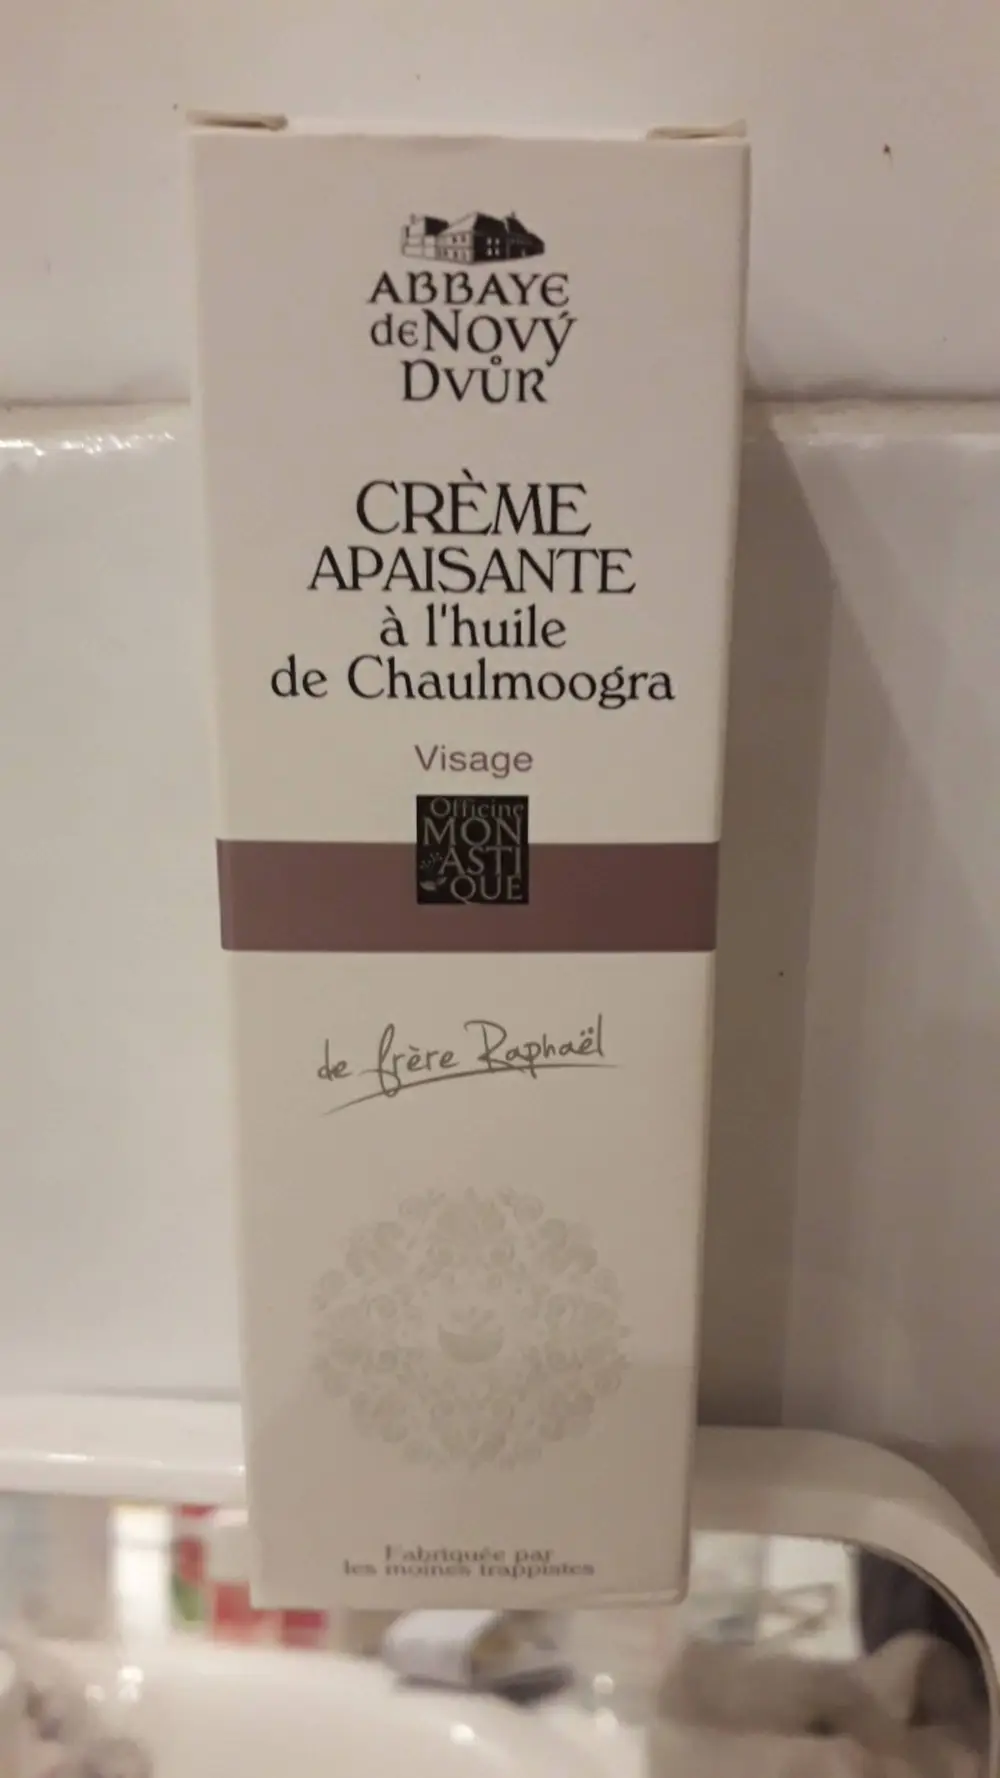 ABBAYE
de Nový
Dvůr
CRÈME
APAISANTE
à l'huile
de Chaulmoogra
Visage
Officine
MON
ASTI
QUE
de frère Raphaël
Fabriquée par
les moines trappistes